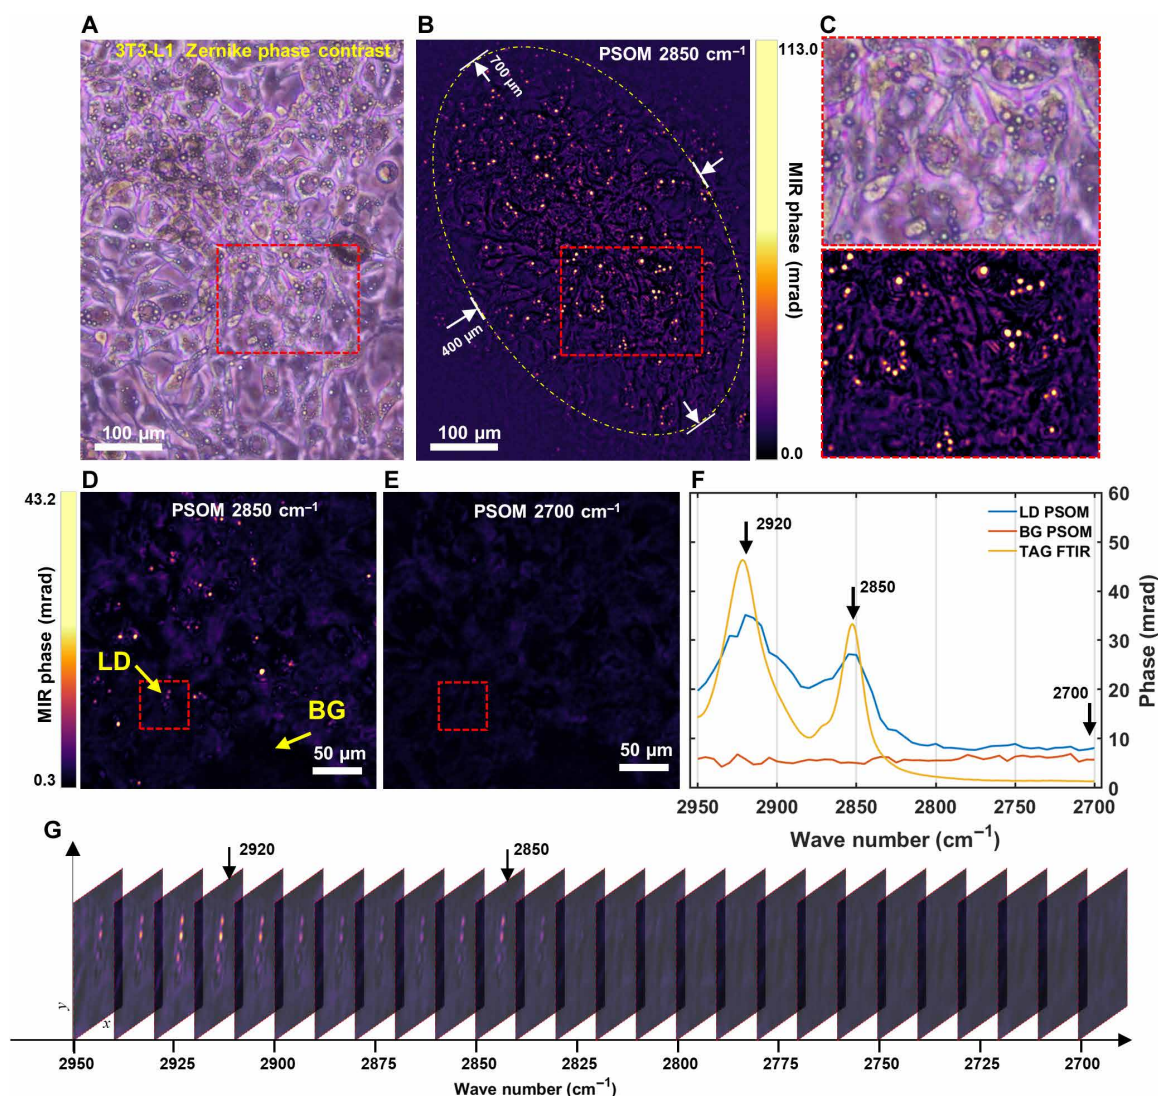 A
3T3-L1 Zernike phase contrast
100 µm
B
PSOM 2850 cm⁻¹
700 µm
400 µm
100 µm
113.0
MIR phase (mrad)
0.0
C
D
PSOM 2850 cm⁻¹
43.2
MIR phase (mrad)
0.3
LD
BG
50 µm
E
PSOM 2700 cm⁻¹
50 µm
F
LD PSOM
BG PSOM
TAG FTIR
2920
2850
2700
60
50
40
30
20
10
0
Phase (mrad)
2950 2900 2850 2800 2750 2700
Wave number (cm⁻¹)
G
2920
2850
y
x
2950 2925 2900 2875 2850 2825 2800 2775 2750 2725 2700
Wave number (cm⁻¹)